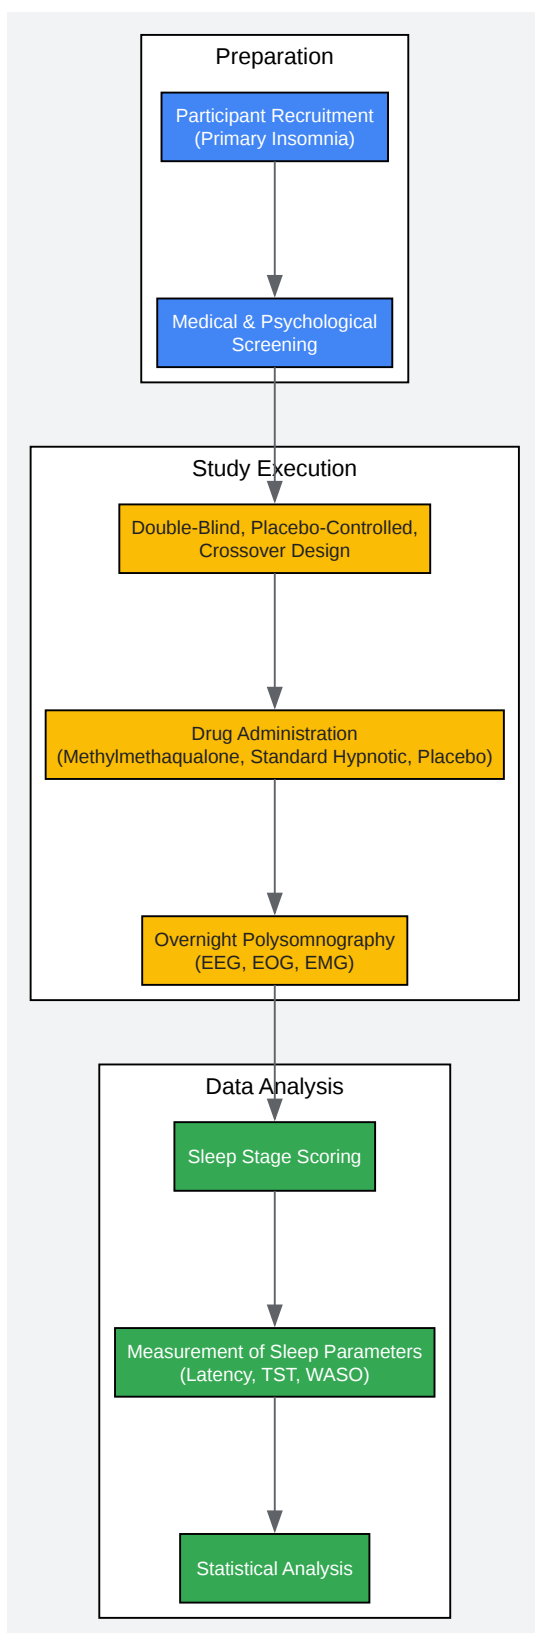 Preparation
Participant Recruitment
(Primary Insomnia)
Medical & Psychological
Screening
Study Execution
Double-Blind, Placebo-Controlled,
Crossover Design
Drug Administration
(Methylmethaqualone, Standard Hypnotic, Placebo)
Overnight Polysomnography
(EEG, EOG, EMG)
Data Analysis
Sleep Stage Scoring
Measurement of Sleep Parameters
(Latency, TST, WASO)
Statistical Analysis